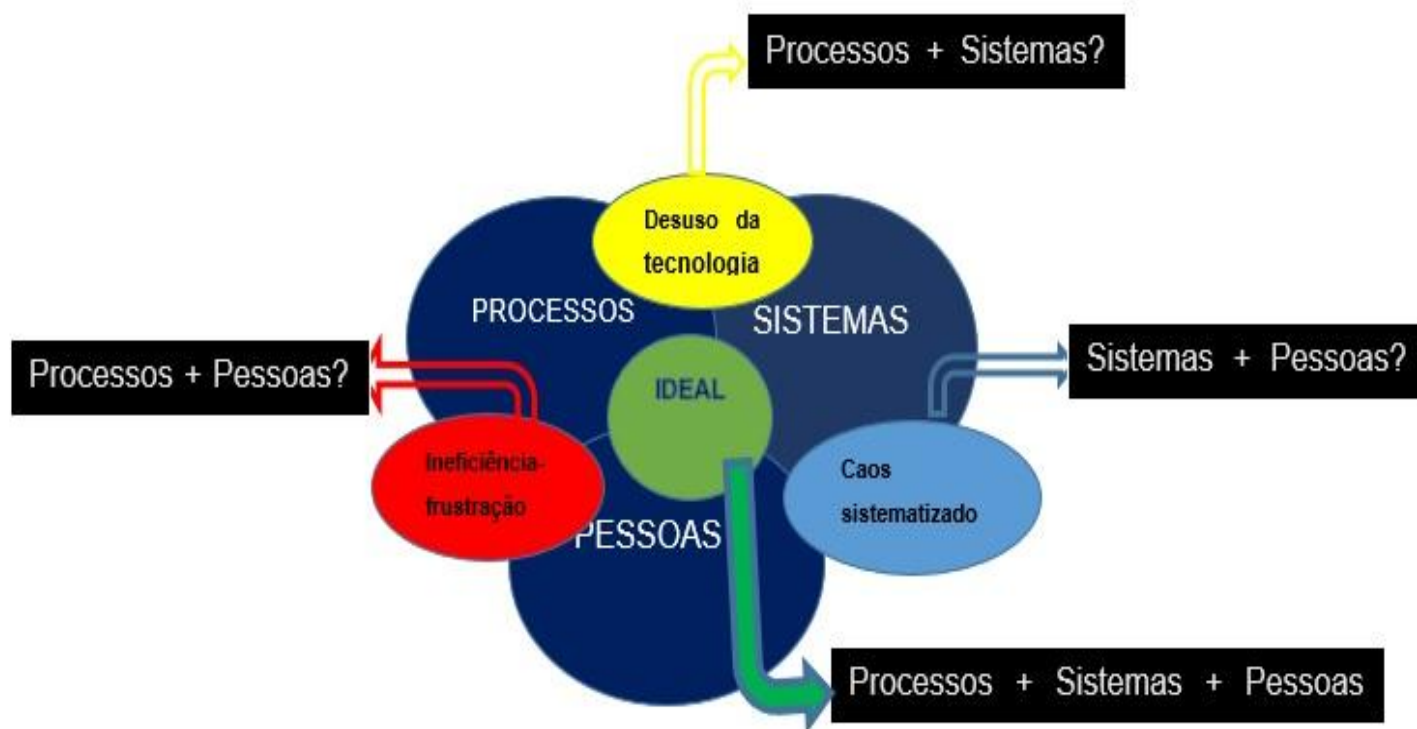 Processos + Sistemas?
Desuso da
tecnologia
PROCESSOS
SISTEMAS
Processos + Pessoas?
Sistemas + Pessoas?
IDEAL
Ineficiência-
frustração
Caos
sistematizado
PESSOAS
Processos + Sistemas + Pessoas